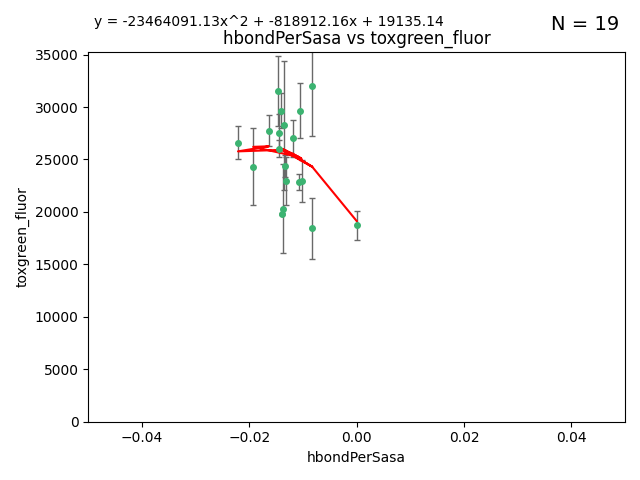 y = -23464091.13x^2 + -818912.16x + 19135.14
N = 19
hbondPerSasa vs toxgreen_fluor
35000
30000
25000
20000
15000
10000
5000
0
toxgreen_fluor
−0.04
−0.02
0.00
0.02
0.04
hbondPerSasa